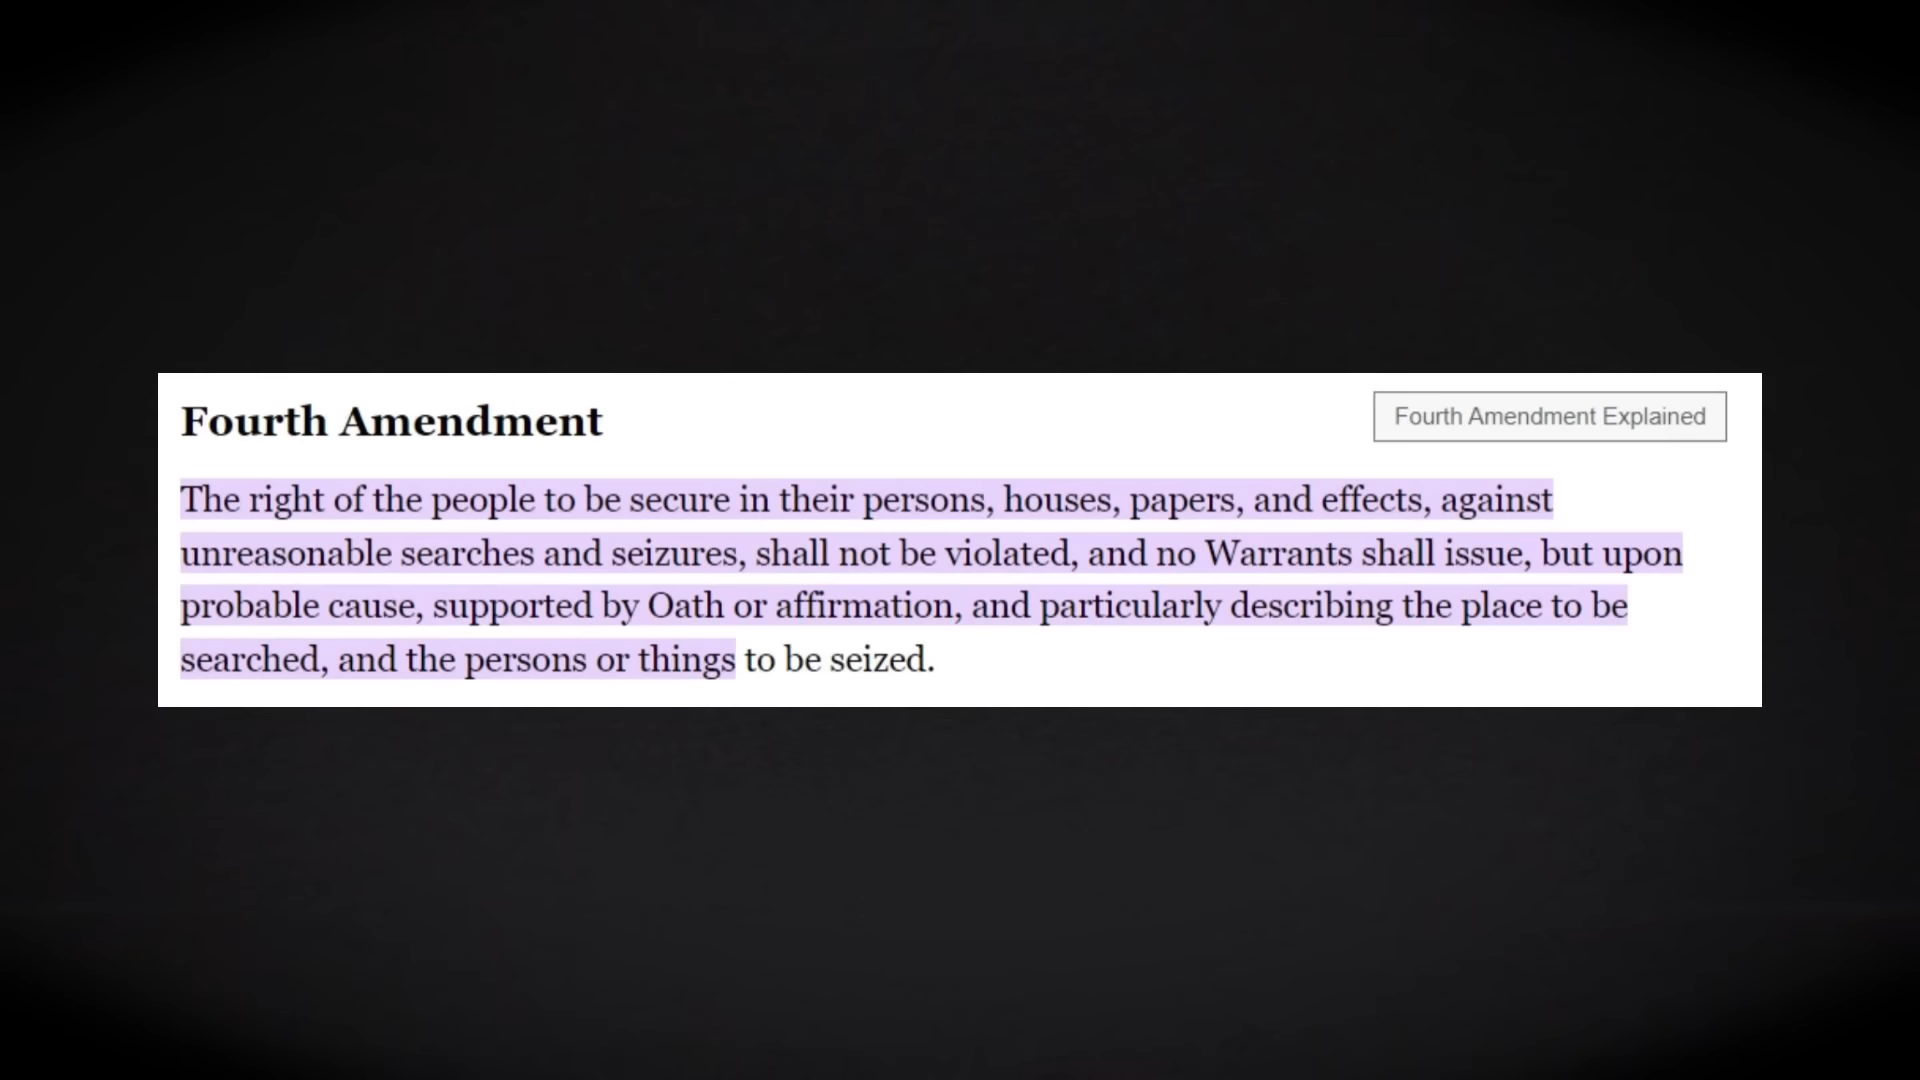 Fourth Amendment
Fourth Amendment Explained
The right of the people to be secure in their persons, houses, papers, and effects, against
unreasonable searches and seizures, shall not be violated, and no Warrants shall issue, but upon
probable cause, supported by Oath or affirmation, and particularly describing the place to be
searched, and the persons or things to be seized.